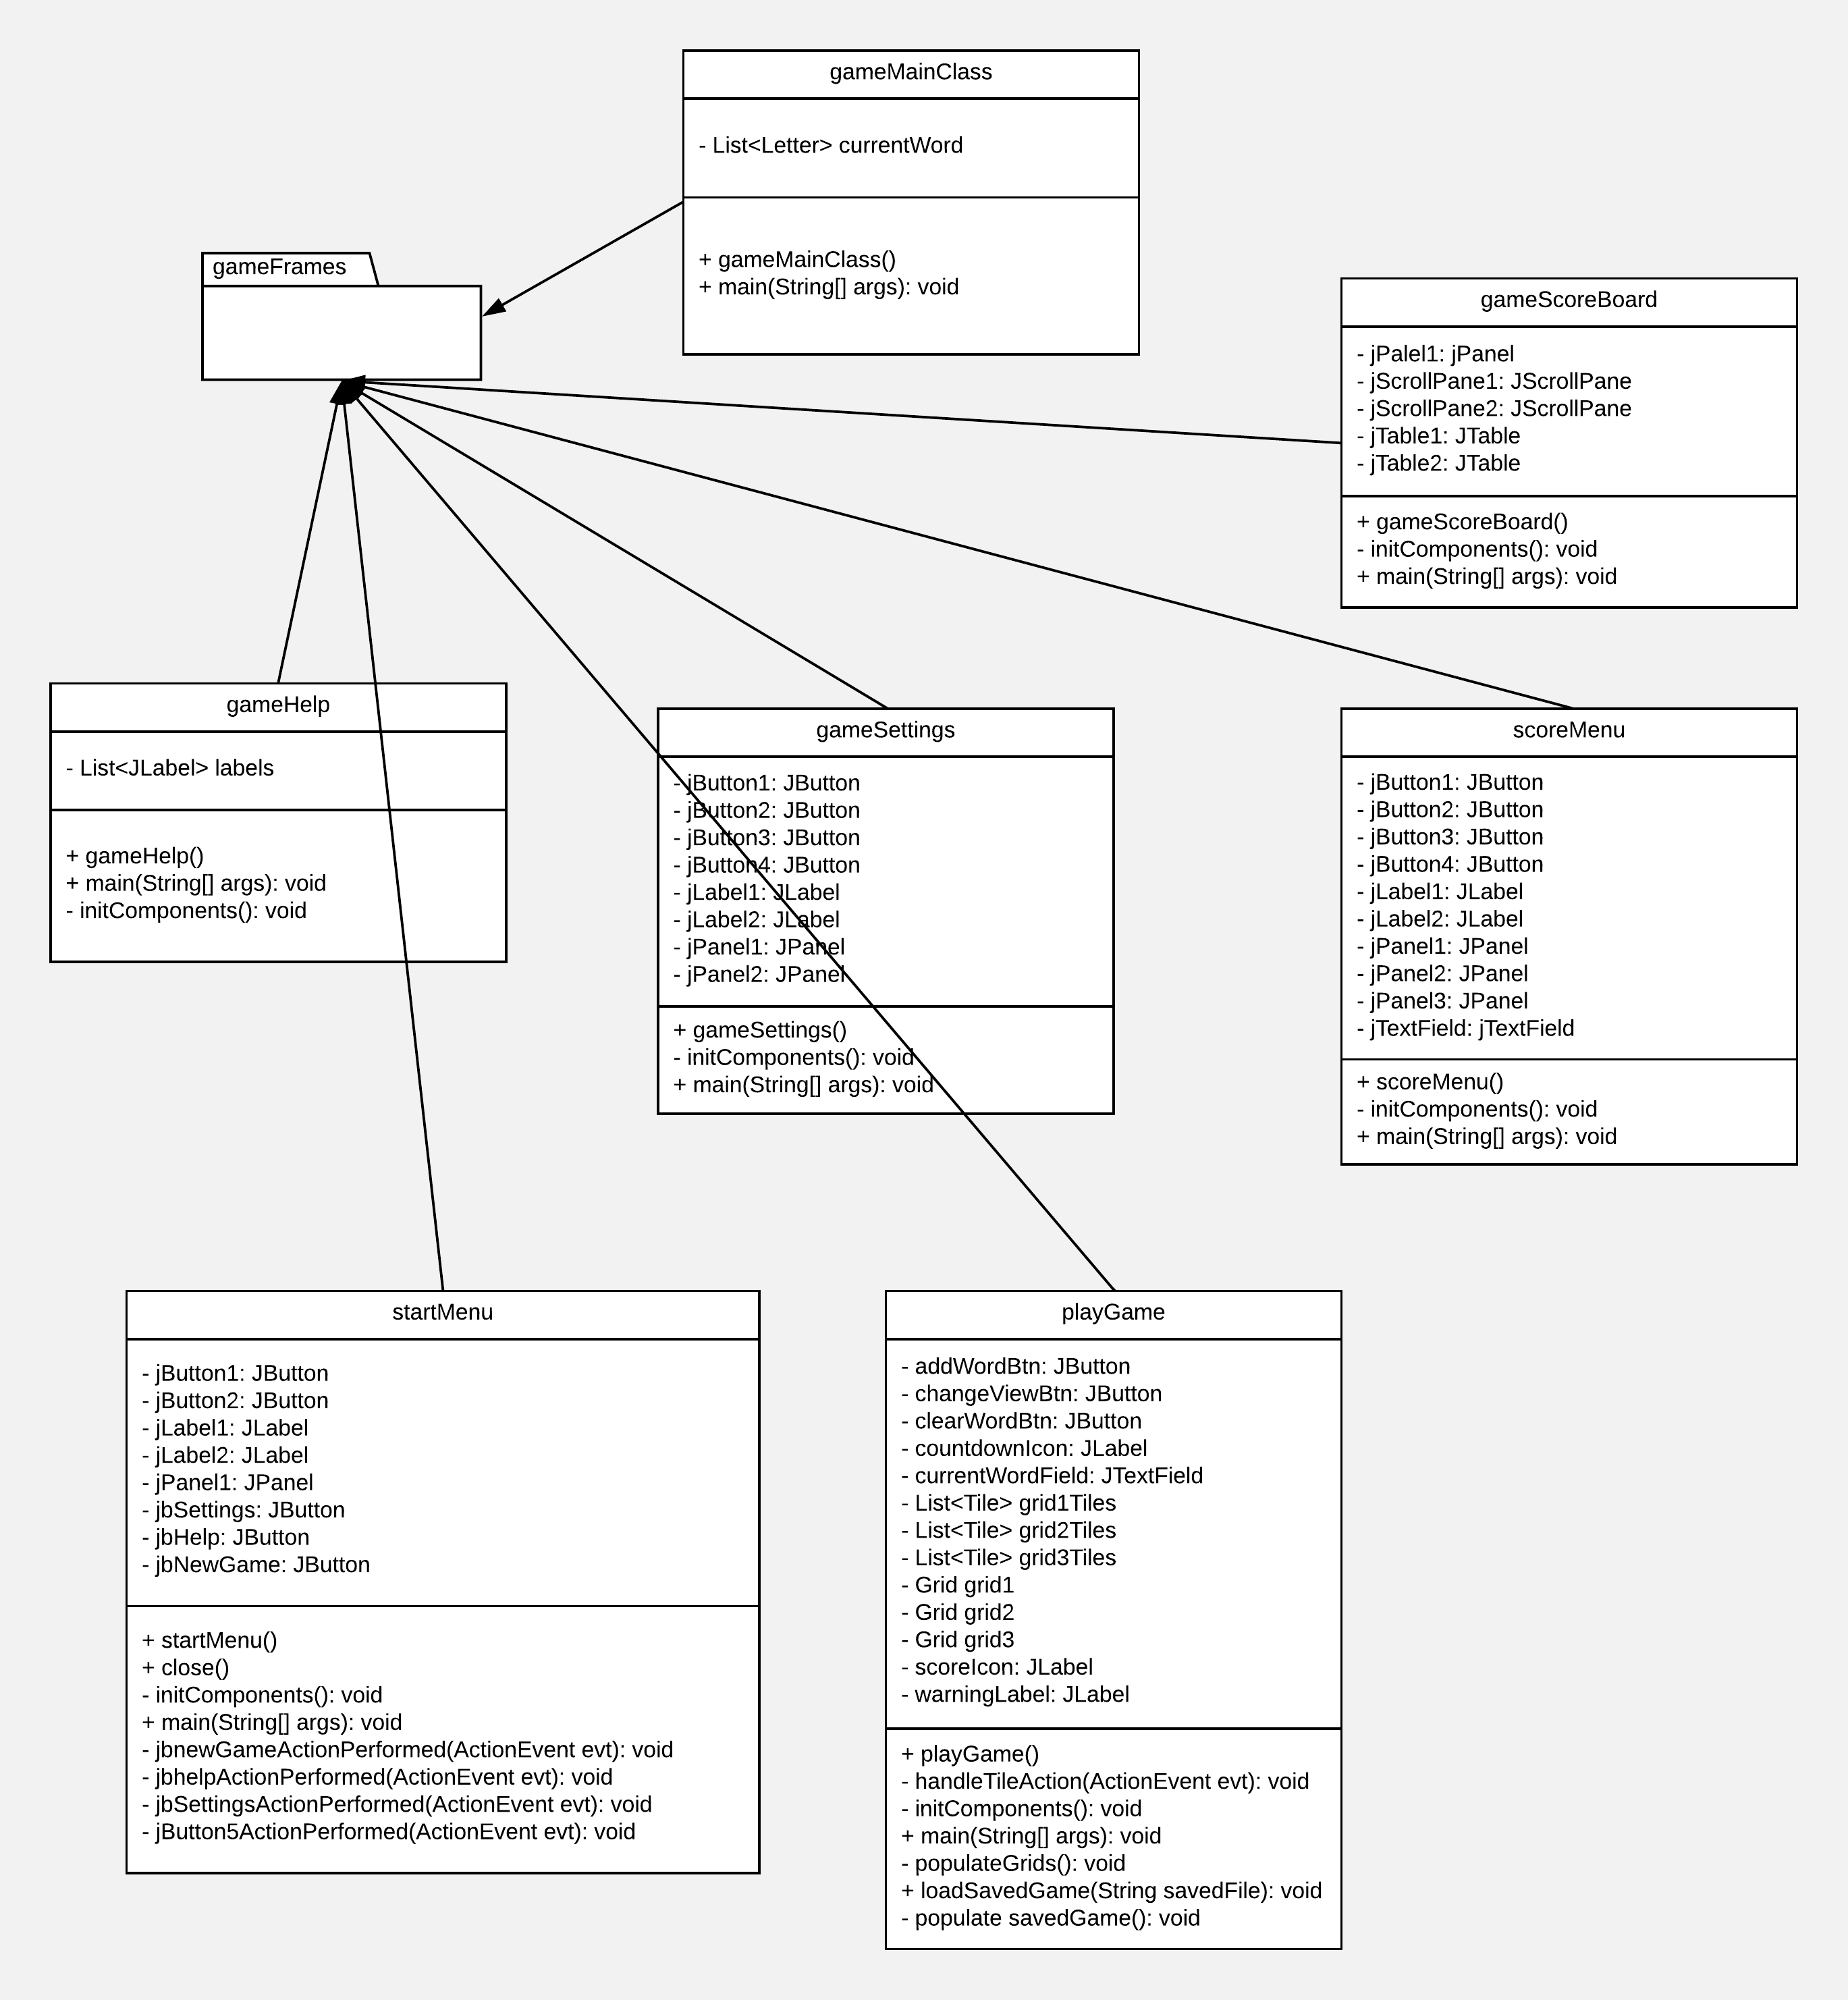 gameMainClass
- List<Letter> currentWord
+ gameMainClass()
+ main(String[] args): void
gameFrames
gameScoreBoard
- jPalel1: jPanel
- jScrollPane1: JScrollPane
- jScrollPane2: JScrollPane
- jTable1: JTable
- jTable2: JTable
+ gameScoreBoard()
- initComponents(): void
+ main(String[] args): void
gameHelp
- List<JLabel> labels
+ gameHelp()
+ main(String[] args): void
- initComponents(): void
gameSettings
- jButton1: JButton
- jButton2: JButton
- jButton3: JButton
- jButton4: JButton
- jLabel1: JLabel
- jLabel2: JLabel
- jPanel1: JPanel
- jPanel2: JPanel
+ gameSettings()
- initComponents(): void
+ main(String[] args): void
scoreMenu
- jButton1: JButton
- jButton2: JButton
- jButton3: JButton
- jButton4: JButton
- jLabel1: JLabel
- jLabel2: JLabel
- jPanel1: JPanel
- jPanel2: JPanel
- jPanel3: JPanel
- jTextField: jTextField
+ scoreMenu()
- initComponents(): void
+ main(String[] args): void
startMenu
- jButton1: JButton
- jButton2: JButton
- jLabel1: JLabel
- jLabel2: JLabel
- jPanel1: JPanel
- jbSettings: JButton
- jbHelp: JButton
- jbNewGame: JButton
+ startMenu()
+ close()
- initComponents(): void
+ main(String[] args): void
- jbnewGameActionPerformed(ActionEvent evt): void
- jbhelpActionPerformed(ActionEvent evt): void
- jbSettingsActionPerformed(ActionEvent evt): void
- jButton5ActionPerformed(ActionEvent evt): void
playGame
- addWordBtn: JButton
- changeViewBtn: JButton
- clearWordBtn: JButton
- countdownIcon: JLabel
- currentWordField: JTextField
- List<Tile> grid1Tiles
- List<Tile> grid2Tiles
- List<Tile> grid3Tiles
- Grid grid1
- Grid grid2
- Grid grid3
- scoreIcon: JLabel
- warningLabel: JLabel
+ playGame()
- handleTileAction(ActionEvent evt): void
- initComponents(): void
+ main(String[] args): void
- populateGrids(): void
+ loadSavedGame(String savedFile): void
- populate savedGame(): void